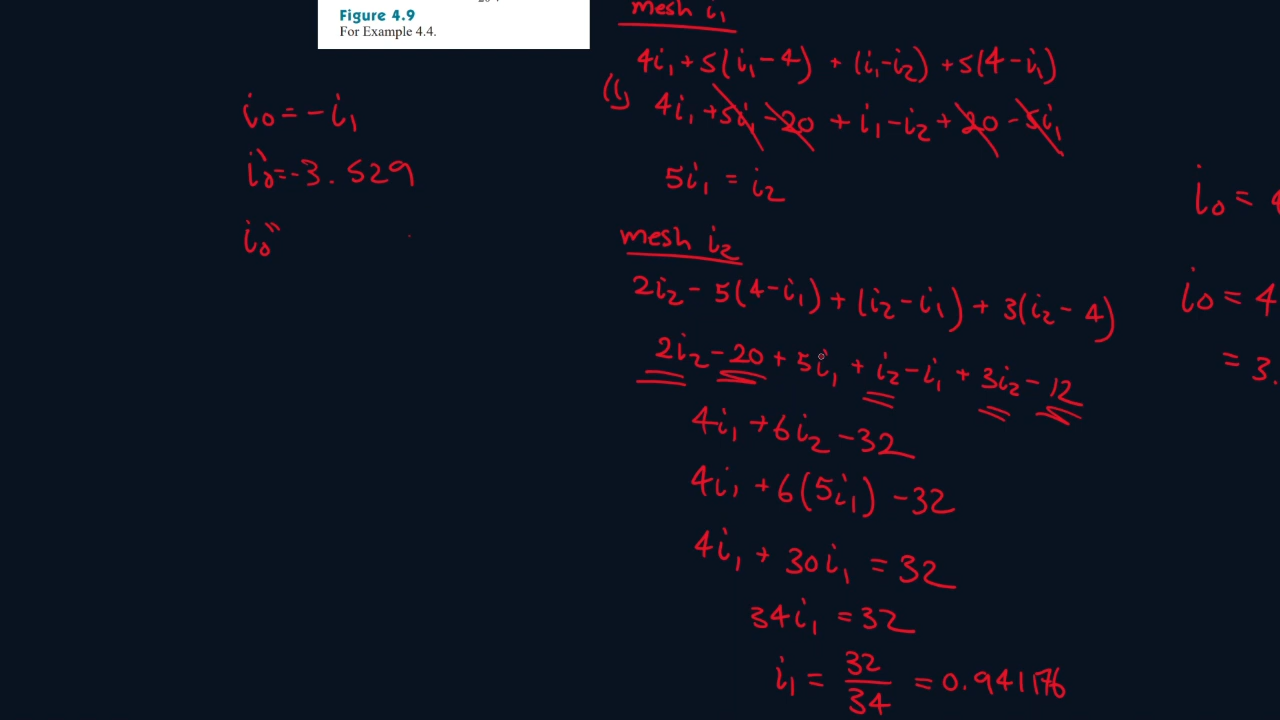 Figure 4.9
For Example 4.4.
i₀ = -i₁
i₀' = -3.529
i₀''
mesh i₁
4i₁ + 5(i₁ - 4) + (i₁ - i₂) + 5(4 - i₁)
(1) 4i₁ + 5i₁ - 20 + i₁ - i₂ + 20 - 5i₁
5i₁ = i₂
mesh i₂
2i₂ - 5(4 - i₁) + (i₂ - i₁) + 3(i₂ - 4)
2i₂ - 20 + 5i₁ + i₂ - i₁ + 3i₂ - 12
4i₁ + 6i₂ - 32
4i₁ + 6(5i₁) - 32
4i₁ + 30i₁ = 32
34i₁ = 32
i₁ = 32/34 = 0.941176
i₀ =
i₀ = 4
= 3.